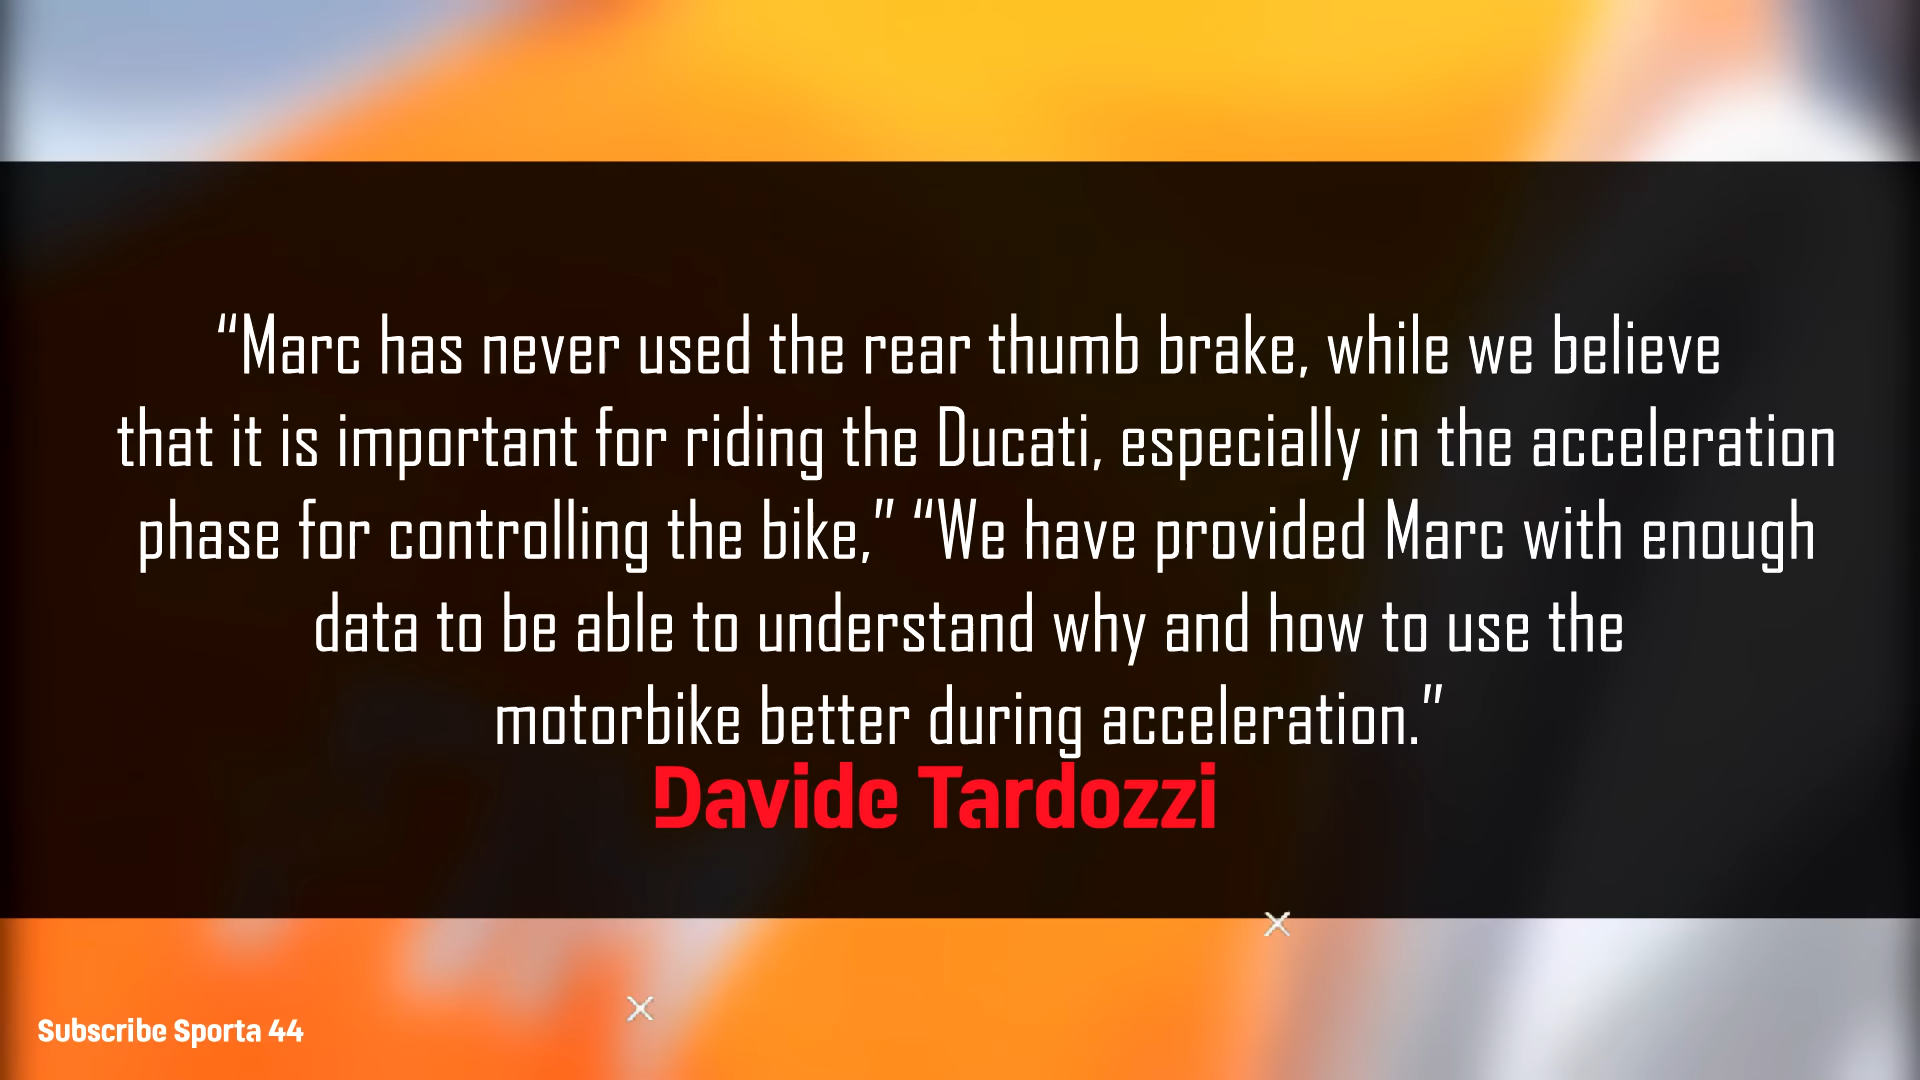 “Marc has never used the rear thumb brake, while we believe
that it is important for riding the Ducati, especially in the acceleration
phase for controlling the bike,” “We have provided Marc with enough
data to be able to understand why and how to use the
motorbike better during acceleration.”
Davide Tardozzi
Subscribe Sporta 44